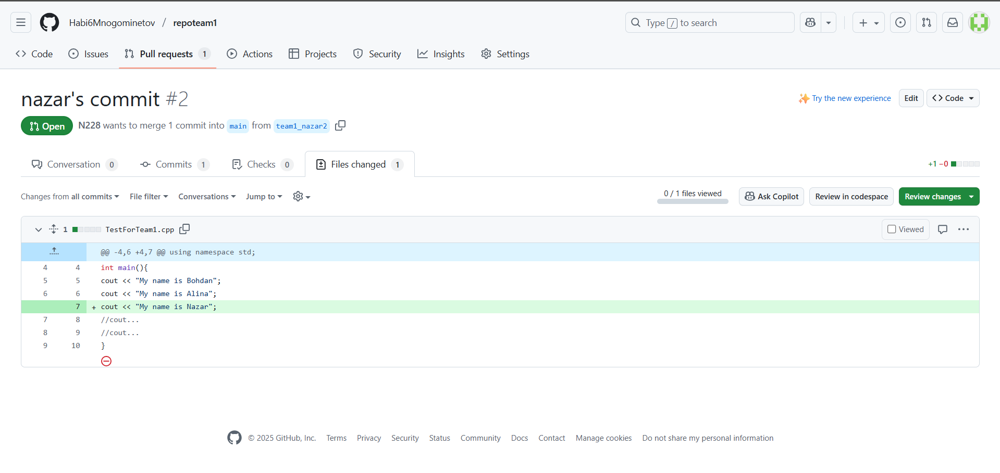 Habi6Mnogominetov / repoteam1
Type / to search
Code
Issues
Pull requests 1
Actions
Projects
Security
Insights
Settings
nazar's commit #2
Try the new experience
Edit
Code
Open
N228 wants to merge 1 commit into main from team1_nazar2
Conversation 0
Commits 1
Checks 0
Files changed 1
+1 −0
Changes from all commits
File filter
Conversations
Jump to
0 / 1 files viewed
Ask Copilot
Review in codespace
Review changes
1 TestForTeam1.cpp
Viewed
@@ -4,6 +4,7 @@ using namespace std;
4 4 int main(){
5 5 cout << "My name is Bohdan";
6 6 cout << "My name is Alina";
7 + cout << "My name is Nazar";
7 8 //cout...
8 9 //cout...
9 10 }
© 2025 GitHub, Inc.
Terms
Privacy
Security
Status
Community
Docs
Contact
Manage cookies
Do not share my personal information